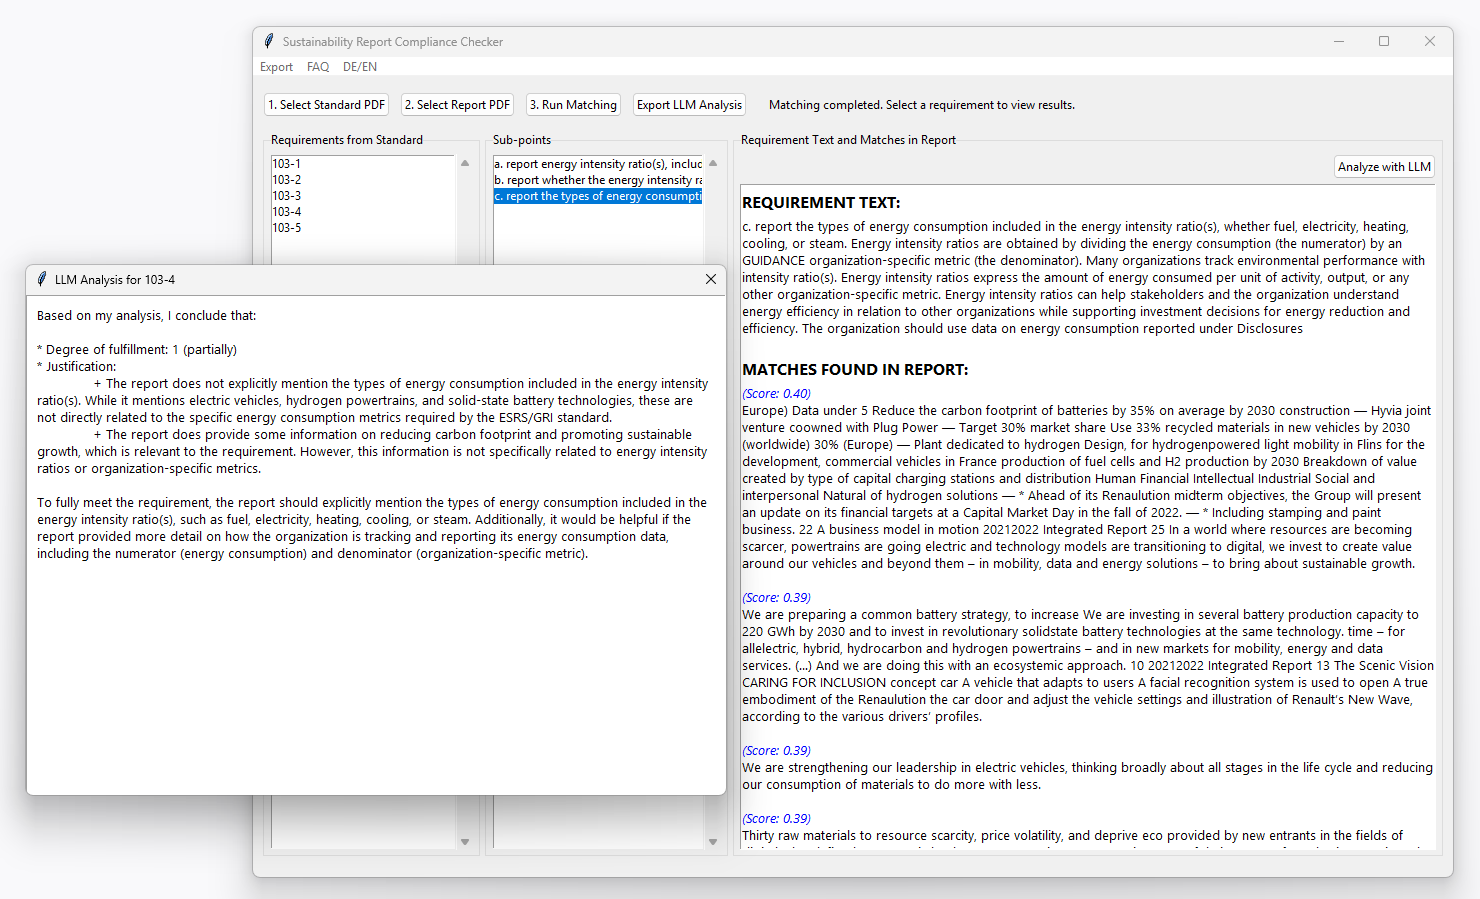 Sustainability Report Compliance Checker
Export FAQ DE/EN
1. Select Standard PDF 2. Select Report PDF 3. Run Matching Export LLM Analysis Matching completed. Select a requirement to view results.
Requirements from Standard
103-1
103-2
103-3
103-4
103-5
Sub-points
a. report energy intensity ratio(s), includ
b. report whether the energy intensity ra
c. report the types of energy consumpti
Requirement Text and Matches in Report
Analyze with LLM
REQUIREMENT TEXT:
c. report the types of energy consumption included in the energy intensity ratio(s), whether fuel, electricity, heating,
cooling, or steam. Energy intensity ratios are obtained by dividing the energy consumption (the numerator) by an
GUIDANCE organization-specific metric (the denominator). Many organizations track environmental performance with
intensity ratio(s). Energy intensity ratios express the amount of energy consumed per unit of activity, output, or any
other organization-specific metric. Energy intensity ratios can help stakeholders and the organization understand
energy efficiency in relation to other organizations while supporting investment decisions for energy reduction and
efficiency. The organization should use data on energy consumption reported under Disclosures
MATCHES FOUND IN REPORT:
(Score: 0.40)
Europe) Data under 5 Reduce the carbon footprint of batteries by 35% on average by 2030 construction — Hyvia joint
venture coowned with Plug Power — Target 30% market share Use 33% recycled materials in new vehicles by 2030
(worldwide) 30% (Europe) — Plant dedicated to hydrogen Design, for hydrogenpowered light mobility in Flins for the
development, commercial vehicles in France production of fuel cells and H2 production by 2030 Breakdown of value
created by type of capital charging stations and distribution Human Financial Intellectual Industrial Social and
interpersonal Natural of hydrogen solutions — * Ahead of its Renaulution midterm objectives, the Group will present
an update on its financial targets at a Capital Market Day in the fall of 2022. — * Including stamping and paint
business. 22 A business model in motion 20212022 Integrated Report 25 In a world where resources are becoming
scarcer, powertrains are going electric and technology models are transitioning to digital, we invest to create value
around our vehicles and beyond them – in mobility, data and energy solutions – to bring about sustainable growth.
(Score: 0.39)
We are preparing a common battery strategy, to increase We are investing in several battery production capacity to
220 GWh by 2030 and to invest in revolutionary solidstate battery technologies at the same technology. time – for
allelectric, hybrid, hydrocarbon and hydrogen powertrains – and in new markets for mobility, energy and data
services. (...) And we are doing this with an ecosystemic approach. 10 20212022 Integrated Report 13 The Scenic Vision
CARING FOR INCLUSION concept car A vehicle that adapts to users A facial recognition system is used to open A true
embodiment of the Renaulution the car door and adjust the vehicle settings and illustration of Renault's New Wave,
according to the various drivers' profiles.
(Score: 0.39)
We are strengthening our leadership in electric vehicles, thinking broadly about all stages in the life cycle and reducing
our consumption of materials to do more with less.
(Score: 0.39)
Thirty raw materials to resource scarcity, price volatility, and deprive eco provided by new entrants in the fields of
LLM Analysis for 103-4
Based on my analysis, I conclude that:
* Degree of fulfillment: 1 (partially)
* Justification:
+ The report does not explicitly mention the types of energy consumption included in the energy intensity
ratio(s). While it mentions electric vehicles, hydrogen powertrains, and solid-state battery technologies, these are
not directly related to the specific energy consumption metrics required by the ESRS/GRI standard.
+ The report does provide some information on reducing carbon footprint and promoting sustainable
growth, which is relevant to the requirement. However, this information is not specifically related to energy intensity
ratios or organization-specific metrics.
To fully meet the requirement, the report should explicitly mention the types of energy consumption included in the
energy intensity ratio(s), such as fuel, electricity, heating, cooling, or steam. Additionally, it would be helpful if the
report provided more detail on how the organization is tracking and reporting its energy consumption data,
including the numerator (energy consumption) and denominator (organization-specific metric).